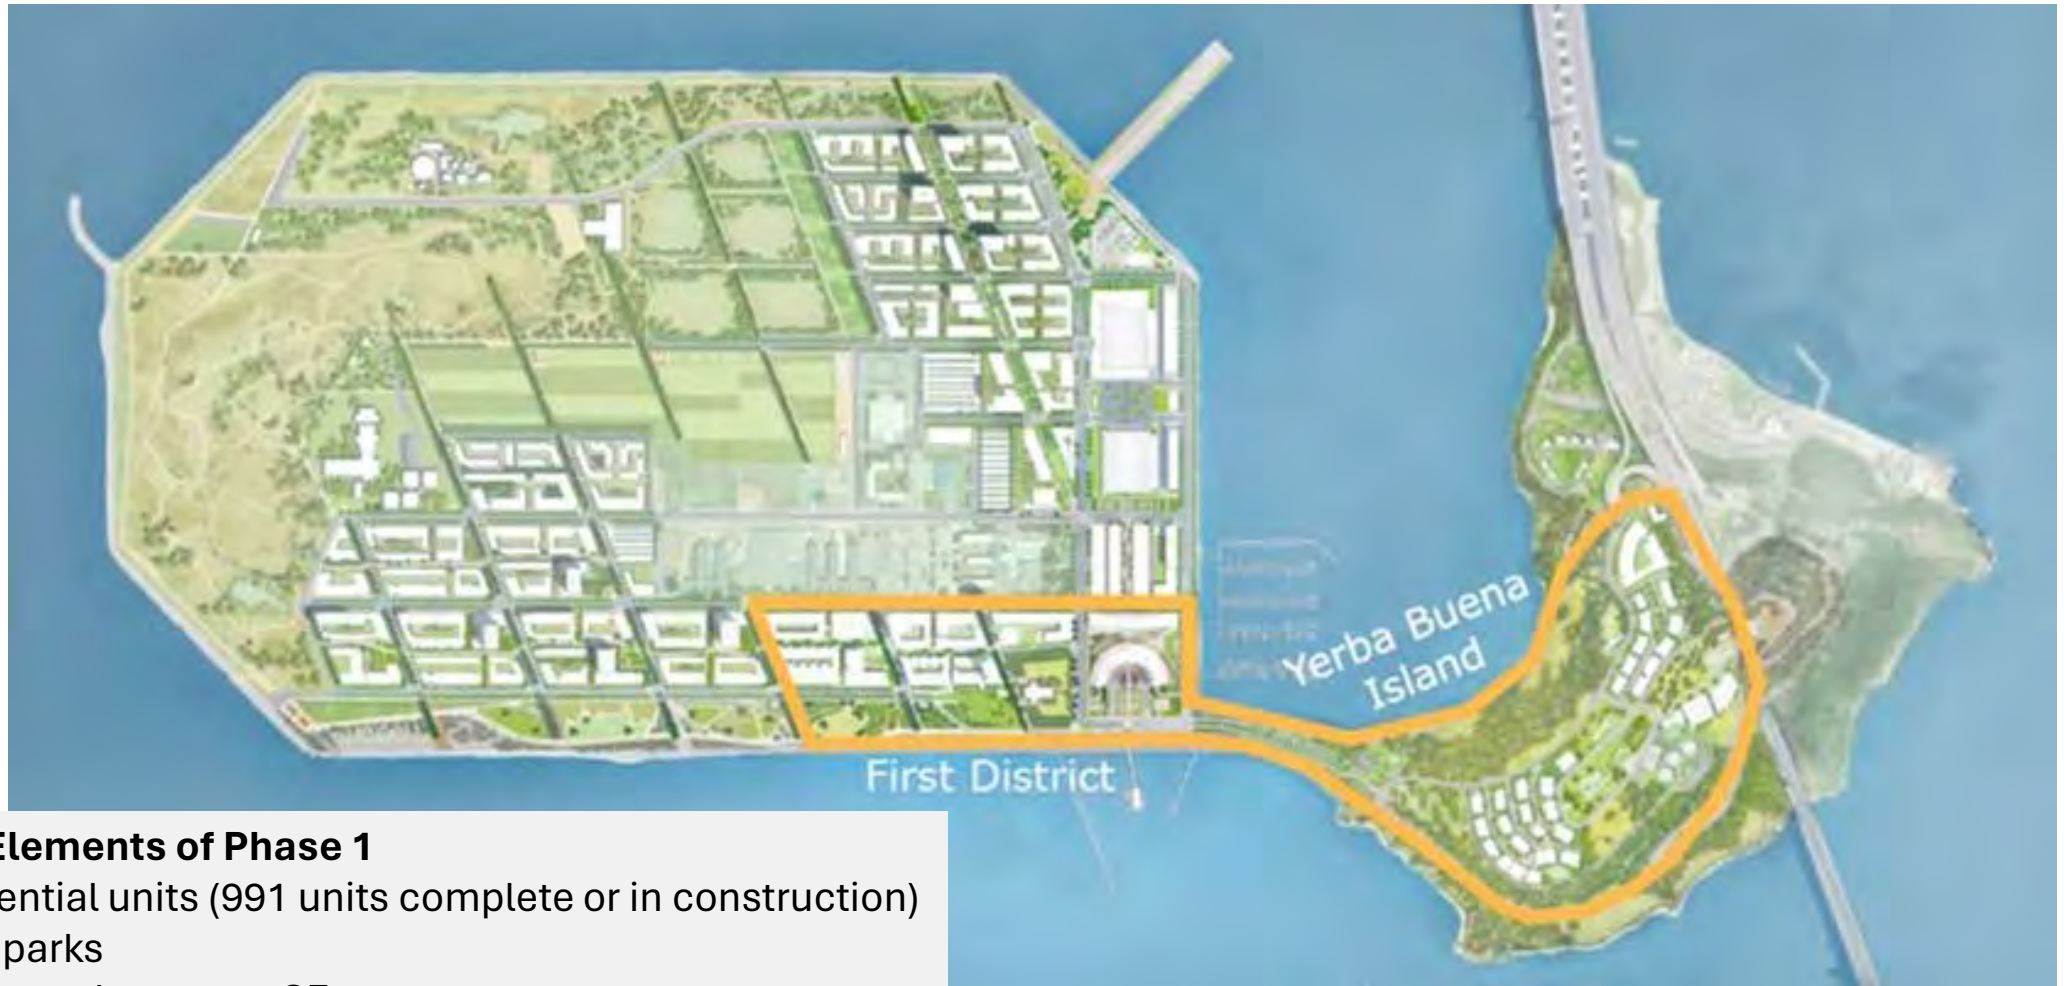 Yerba Buena
Island
First District
Elements of Phase 1
ential units (991 units complete or in construction)
parks